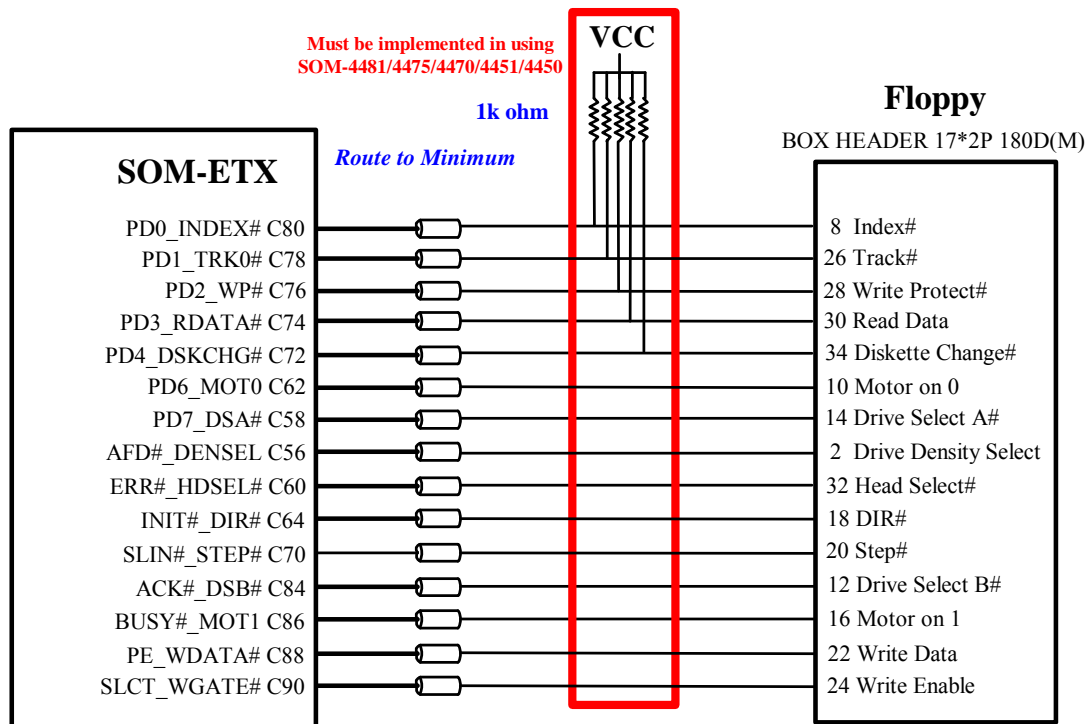 Must be implemented in using
SOM-4481/4475/4470/4451/4450
VCC
1k ohm
Route to Minimum
Floppy
BOX HEADER 17*2P 180D(M)
SOM-ETX
PD0_INDEX# C80
PD1_TRK0# C78
PD2_WP# C76
PD3_RDATA# C74
PD4_DSKCHG# C72
PD6_MOT0 C62
PD7_DSA# C58
AFD#_DENSEL C56
ERR#_HDSEL# C60
INIT#_DIR# C64
SLIN#_STEP# C70
ACK#_DSB# C84
BUSY#_MOT1 C86
PE_WDATA# C88
SLCT_WGATE# C90
8 Index#
26 Track#
28 Write Protect#
30 Read Data
34 Diskette Change#
10 Motor on 0
14 Drive Select A#
2 Drive Density Select
32 Head Select#
18 DIR#
20 Step#
12 Drive Select B#
16 Motor on 1
22 Write Data
24 Write Enable